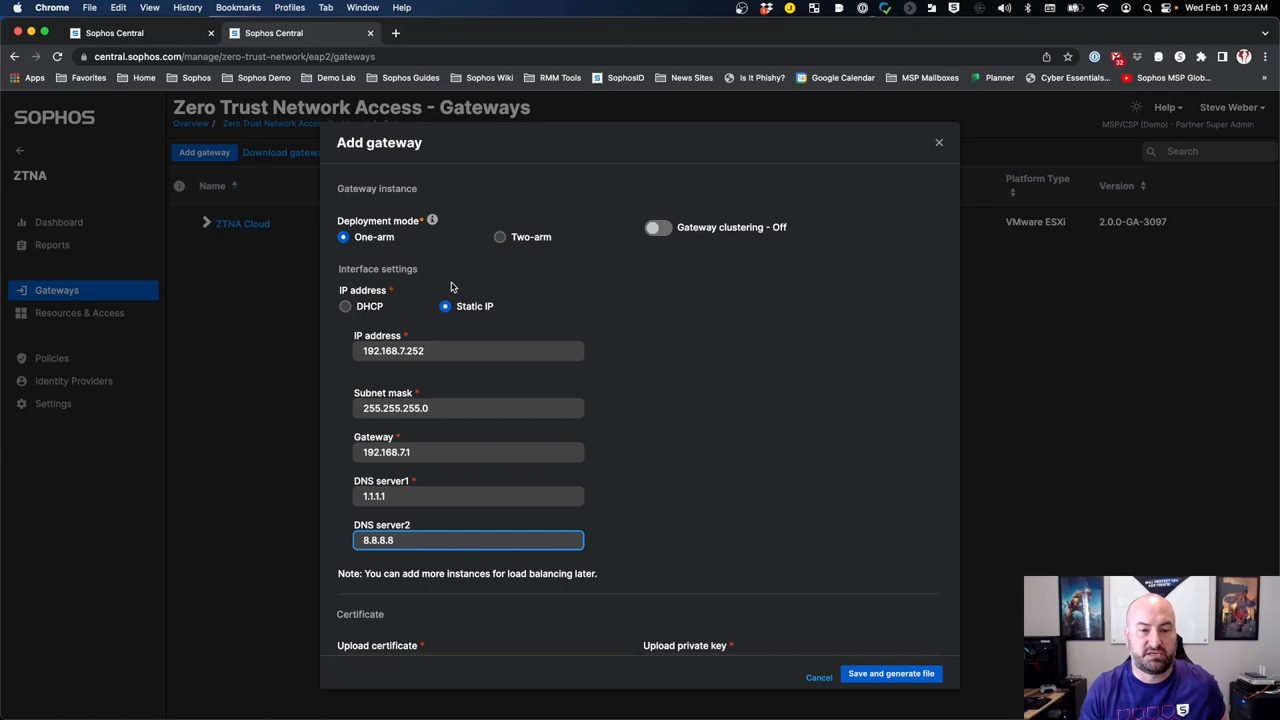 Chrome File Edit View History Bookmarks Profiles Tab Window Help Wed Feb 1 9:23 AM
Sophos Central Sophos Central
central.sophos.com/manage/zero-trust-network/eap2/gateways
32
Apps Favorites Home Sophos Sophos Demo Demo Lab Sophos Guides Sophos Wiki RMM Tools SophosID News Sites Is It Phishy? Google Calendar MSP Mailboxes Planner Cyber Essentials... Sophos MSP Glob...
SOPHOS
Zero Trust Network Access - Gateways
Help Steve Weber
Overview / Zero Trust Network Access
MSP/CSP (Demo) · Partner Super Admin
Add gateway Download gatew
Search
ZTNA
Name
Platform Type
Version
ZTNA Cloud
VMware ESXi 2.0.0-GA-3097
Dashboard
Reports
Gateways
Resources & Access
Policies
Identity Providers
Settings
Add gateway
Gateway instance
Deployment mode*
One-arm Two-arm
Gateway clustering - Off
Interface settings
IP address *
DHCP Static IP
IP address *
192.168.7.252
Subnet mask *
255.255.255.0
Gateway *
192.168.7.1
DNS server1 *
1.1.1.1
DNS server2
8.8.8.8
Note: You can add more instances for load balancing later.
Certificate
Upload certificate * Upload private key *
Cancel Save and generate file